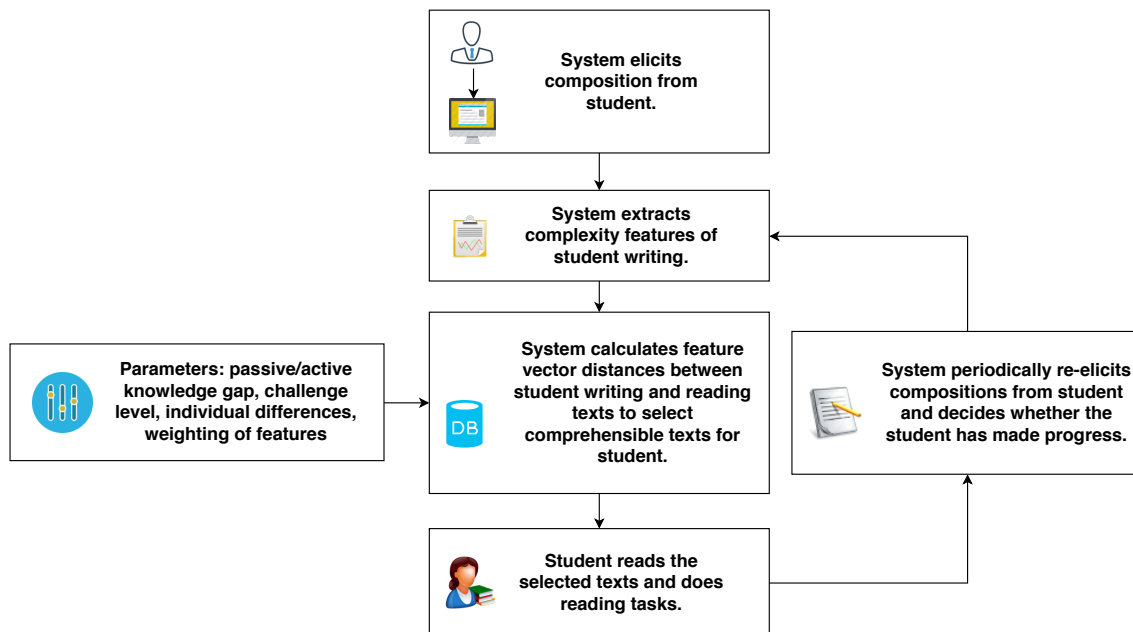 System elicits
composition from
student.
System extracts
complexity features of
student writing.
Parameters: passive/active
knowledge gap, challenge
level, individual differences,
weighting of features
DB
System calculates feature
vector distances between
student writing and reading
texts to select
comprehensible texts for
student.
System periodically re-elicits
compositions from student
and decides whether the
student has made progress.
Student reads the
selected texts and does
reading tasks.